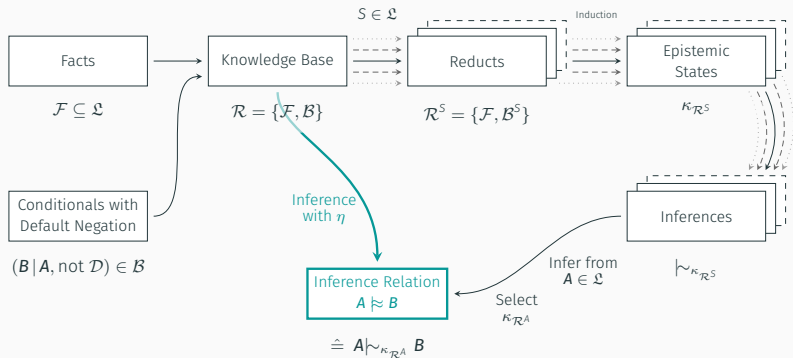 S ∈ 𝔏
Induction
Facts
Knowledge Base
Reducts
Epistemic
States
ℱ ⊆ 𝔏
ℛ = {ℱ, ℬ}
ℛ^S = {ℱ, ℬ^S}
κ_{ℛ^S}
Conditionals with
Default Negation
(B | A, not 𝒟) ∈ ℬ
Inference
with η
Inferences
|∼_{κ_{ℛ^S}}
Infer from
A ∈ 𝔏
Select
κ_{ℛ^A}
Inference Relation
A |≈ B
≙ A |∼_{κ_{ℛ^A}} B